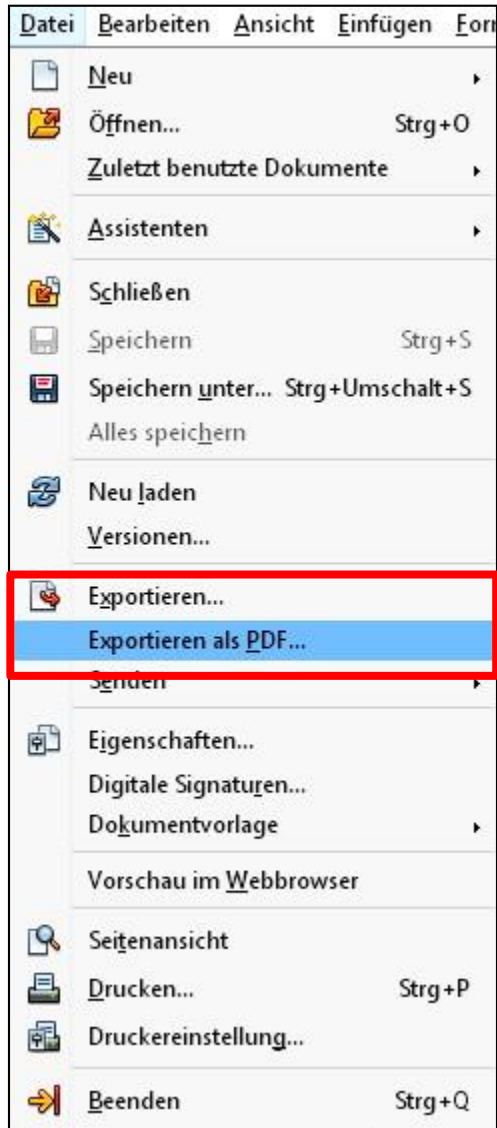 Datei Bearbeiten Ansicht Einfügen
Neu
Öffnen... Strg+O
Zuletzt benutzte Dokumente
Assistenten
Schließen
Speichern Strg+S
Speichern unter... Strg+Umschalt+S
Alles speichern
Neu laden
Versionen...
Exportieren...
Exportieren als PDF...
Senden
Eigenschaften...
Digitale Signaturen...
Dokumentvorlage
Vorschau im Webbrowser
Seitenansicht
Drucken... Strg+P
Druckereinstellung...
Beenden Strg+Q